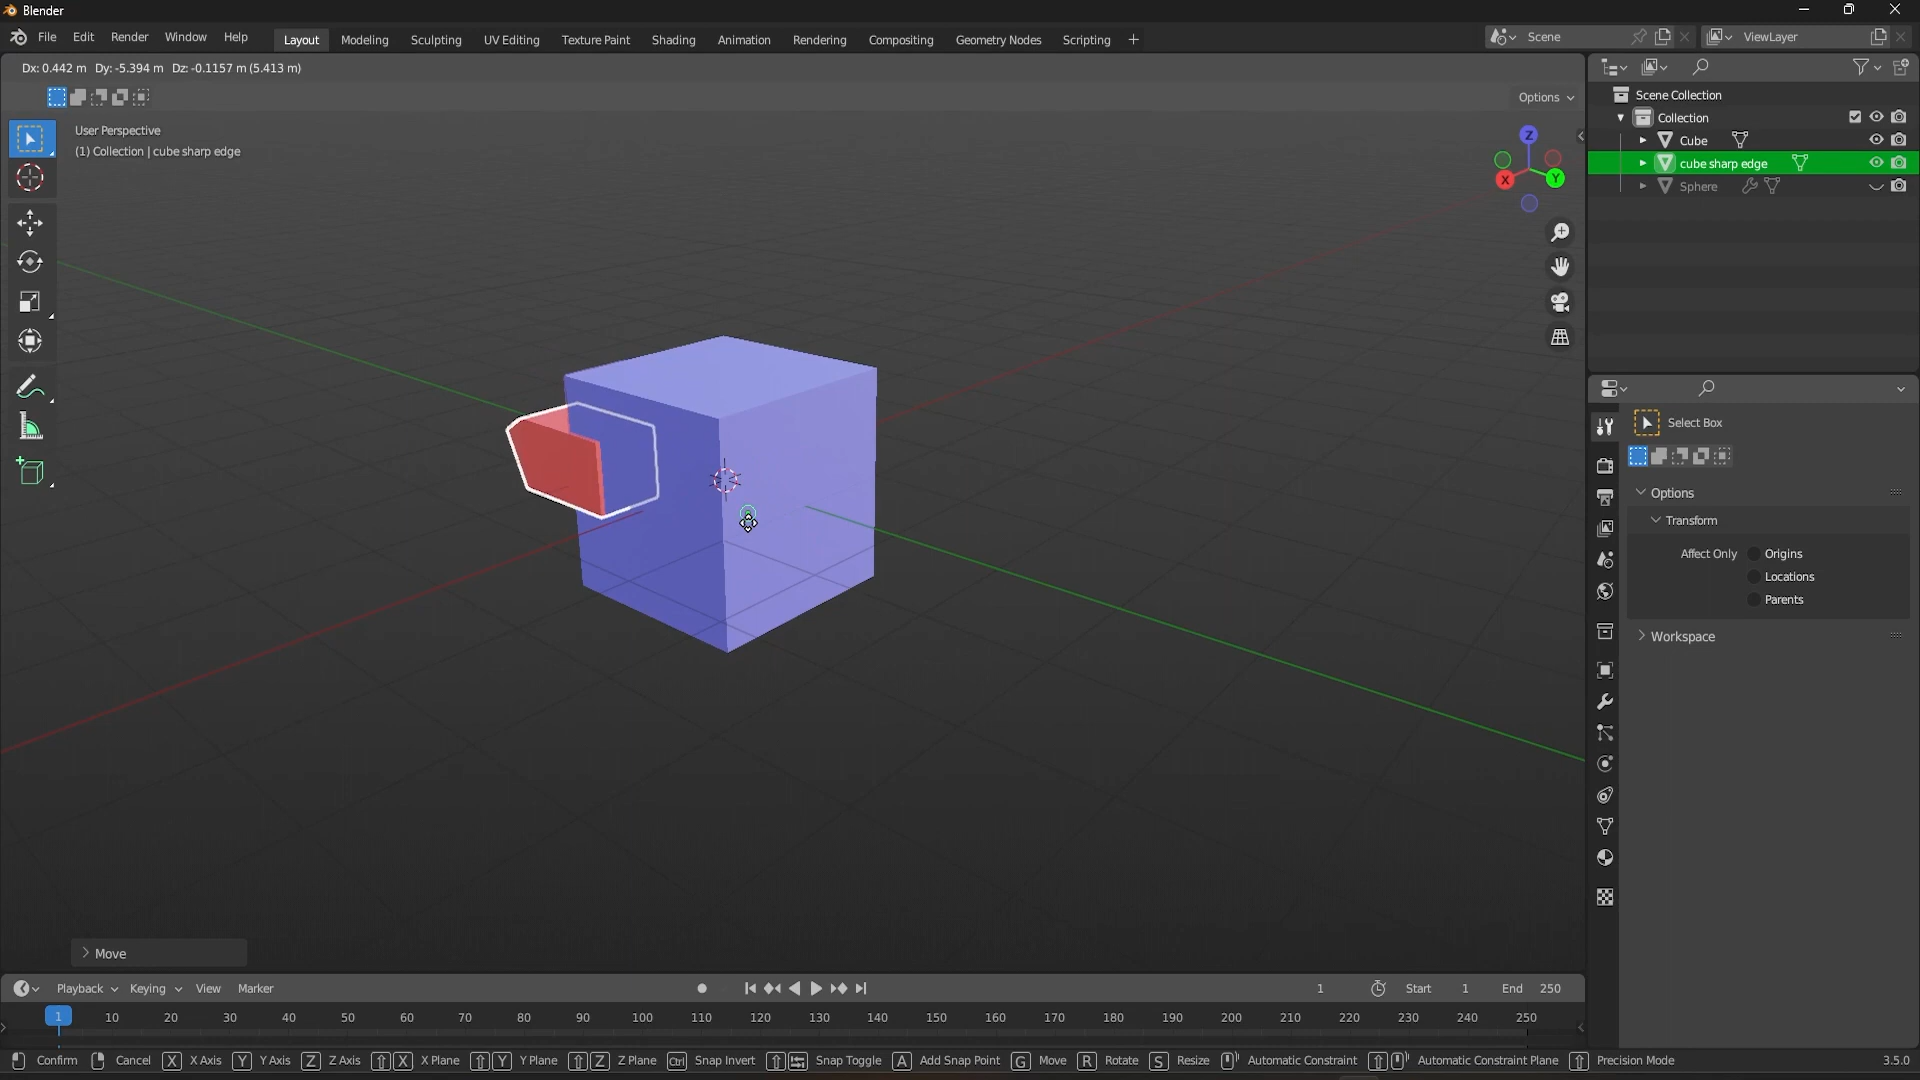 Blender
File Edit Render Window Help Layout Modeling Sculpting UV Editing Texture Paint Shading Animation Rendering Compositing Geometry Nodes Scripting + Scene ViewLayer
Dx: 0.442 m Dy: -5.394 m Dz: -0.1157 m (5.413 m)
Options
User Perspective
(1) Collection | cube sharp edge
Z
X
Y
Scene Collection
Collection
Cube
cube sharp edge
Sphere
Select Box
Options
Transform
Affect Only Origins
Locations
Parents
Workspace
Move
Playback Keying View Marker 1 Start 1 End 250
1 10 20 30 40 50 60 70 80 90 100 110 120 130 140 150 160 170 180 190 200 210 220 230 240 250
Confirm Cancel X X Axis Y Y Axis Z Z Axis X X Plane Y Y Plane Z Z Plane Ctrl Snap Invert Snap Toggle A Add Snap Point G Move R Rotate S Resize Automatic Constraint Automatic Constraint Plane Precision Mode 3.5.0